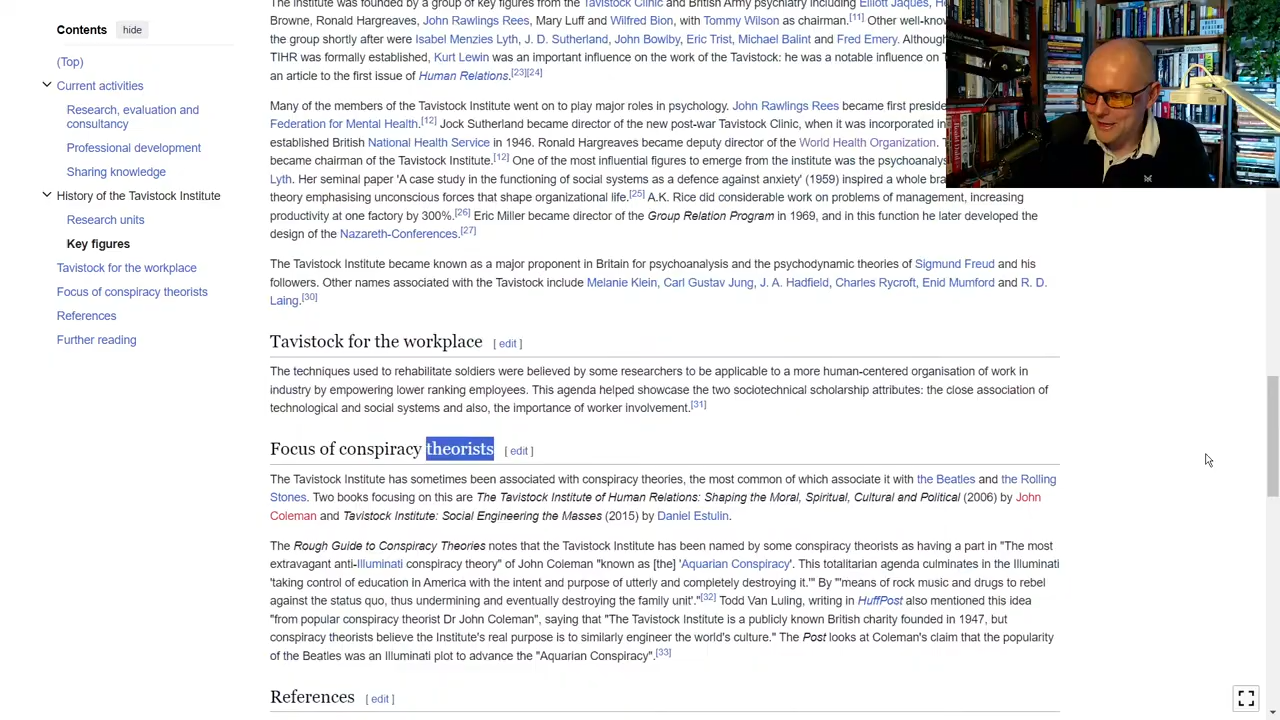 The institute was founded by a group of key figures from the Tavistock Clinic and British Army psychiatry including Elliott Jaques,
Browne, Ronald Hargreaves, John Rawlings Rees, Mary Luff and Wilfred Bion, with Tommy Wilson as chairman.[11] Other
the group shortly after were Isabel Menzies Lyth, J. D. Sutherland, John Bowlby, Eric Trist, Michael Balint and Fred Emery. Although
TIHR was formally established, Kurt Lewin was an important influence on the work of the Tavistock: he was a notable influence on
an article to the first issue of Human Relations.[23][24]
Many of the members of the Tavistock Institute went on to play major roles in psychology. John Rawlings Rees became first
Federation for Mental Health.[12] Jock Sutherland became director of the new post-war Tavistock Clinic, when it was incorporated
established British National Health Service in 1946. Ronald Hargreaves became deputy director of the World Health Organization.
became chairman of the Tavistock Institute.[12] One of the most influential figures to emerge from the institute was the
Lyth. Her seminal paper 'A case study in the functioning of social systems as a defence against anxiety' (1959) inspired a whole
theory emphasising unconscious forces that shape organizational life.[25] A.K. Rice did considerable work on problems of management, increasing
productivity at one factory by 300%.[26] Eric Miller became director of the Group Relation Program in 1969, and in this function he later developed the
design of the Nazareth-Conferences.[27]
The Tavistock Institute became known as a major proponent in Britain for psychoanalysis and the psychodynamic theories of Sigmund Freud and his
followers. Other names associated with the Tavistock include Melanie Klein, Carl Gustav Jung, J. A. Hadfield, Charles Rycroft, Enid Mumford and R. D.
Laing.[30]
Tavistock for the workplace [ edit ]
The techniques used to rehabilitate soldiers were believed by some researchers to be applicable to a more human-centered organisation of work in
industry by empowering lower ranking employees. This agenda helped showcase the two sociotechnical scholarship attributes: the close association of
technological and social systems and also, the importance of worker involvement.[31]
Focus of conspiracy theorists [ edit ]
The Tavistock Institute has sometimes been associated with conspiracy theories, the most common of which associate it with the Beatles and the Rolling
Stones. Two books focusing on this are The Tavistock Institute of Human Relations: Shaping the Moral, Spiritual, Cultural and Political (2006) by John
Coleman and Tavistock Institute: Social Engineering the Masses (2015) by Daniel Estulin.
The Rough Guide to Conspiracy Theories notes that the Tavistock Institute has been named by some conspiracy theorists as having a part in "The most
extravagant anti-Illuminati conspiracy theory" of John Coleman "known as [the] 'Aquarian Conspiracy'. This totalitarian agenda culminates in the Illuminati
'taking control of education in America with the intent and purpose of utterly and completely destroying it.'" By "'means of rock music and drugs to rebel
against the status quo, thus undermining and eventually destroying the family unit'."[32] Todd Van Luling, writing in HuffPost also mentioned this idea
"from popular conspiracy theorist Dr John Coleman", saying that "The Tavistock Institute is a publicly known British charity founded in 1947, but
conspiracy theorists believe the Institute's real purpose is to similarly engineer the world's culture." The Post looks at Coleman's claim that the popularity
of the Beatles was an Illuminati plot to advance the "Aquarian Conspiracy".[33]
References [ edit ]
Contents hide
(Top)
Current activities
Research, evaluation and
consultancy
Professional development
Sharing knowledge
History of the Tavistock Institute
Research units
Key figures
Tavistock for the workplace
Focus of conspiracy theorists
References
Further reading